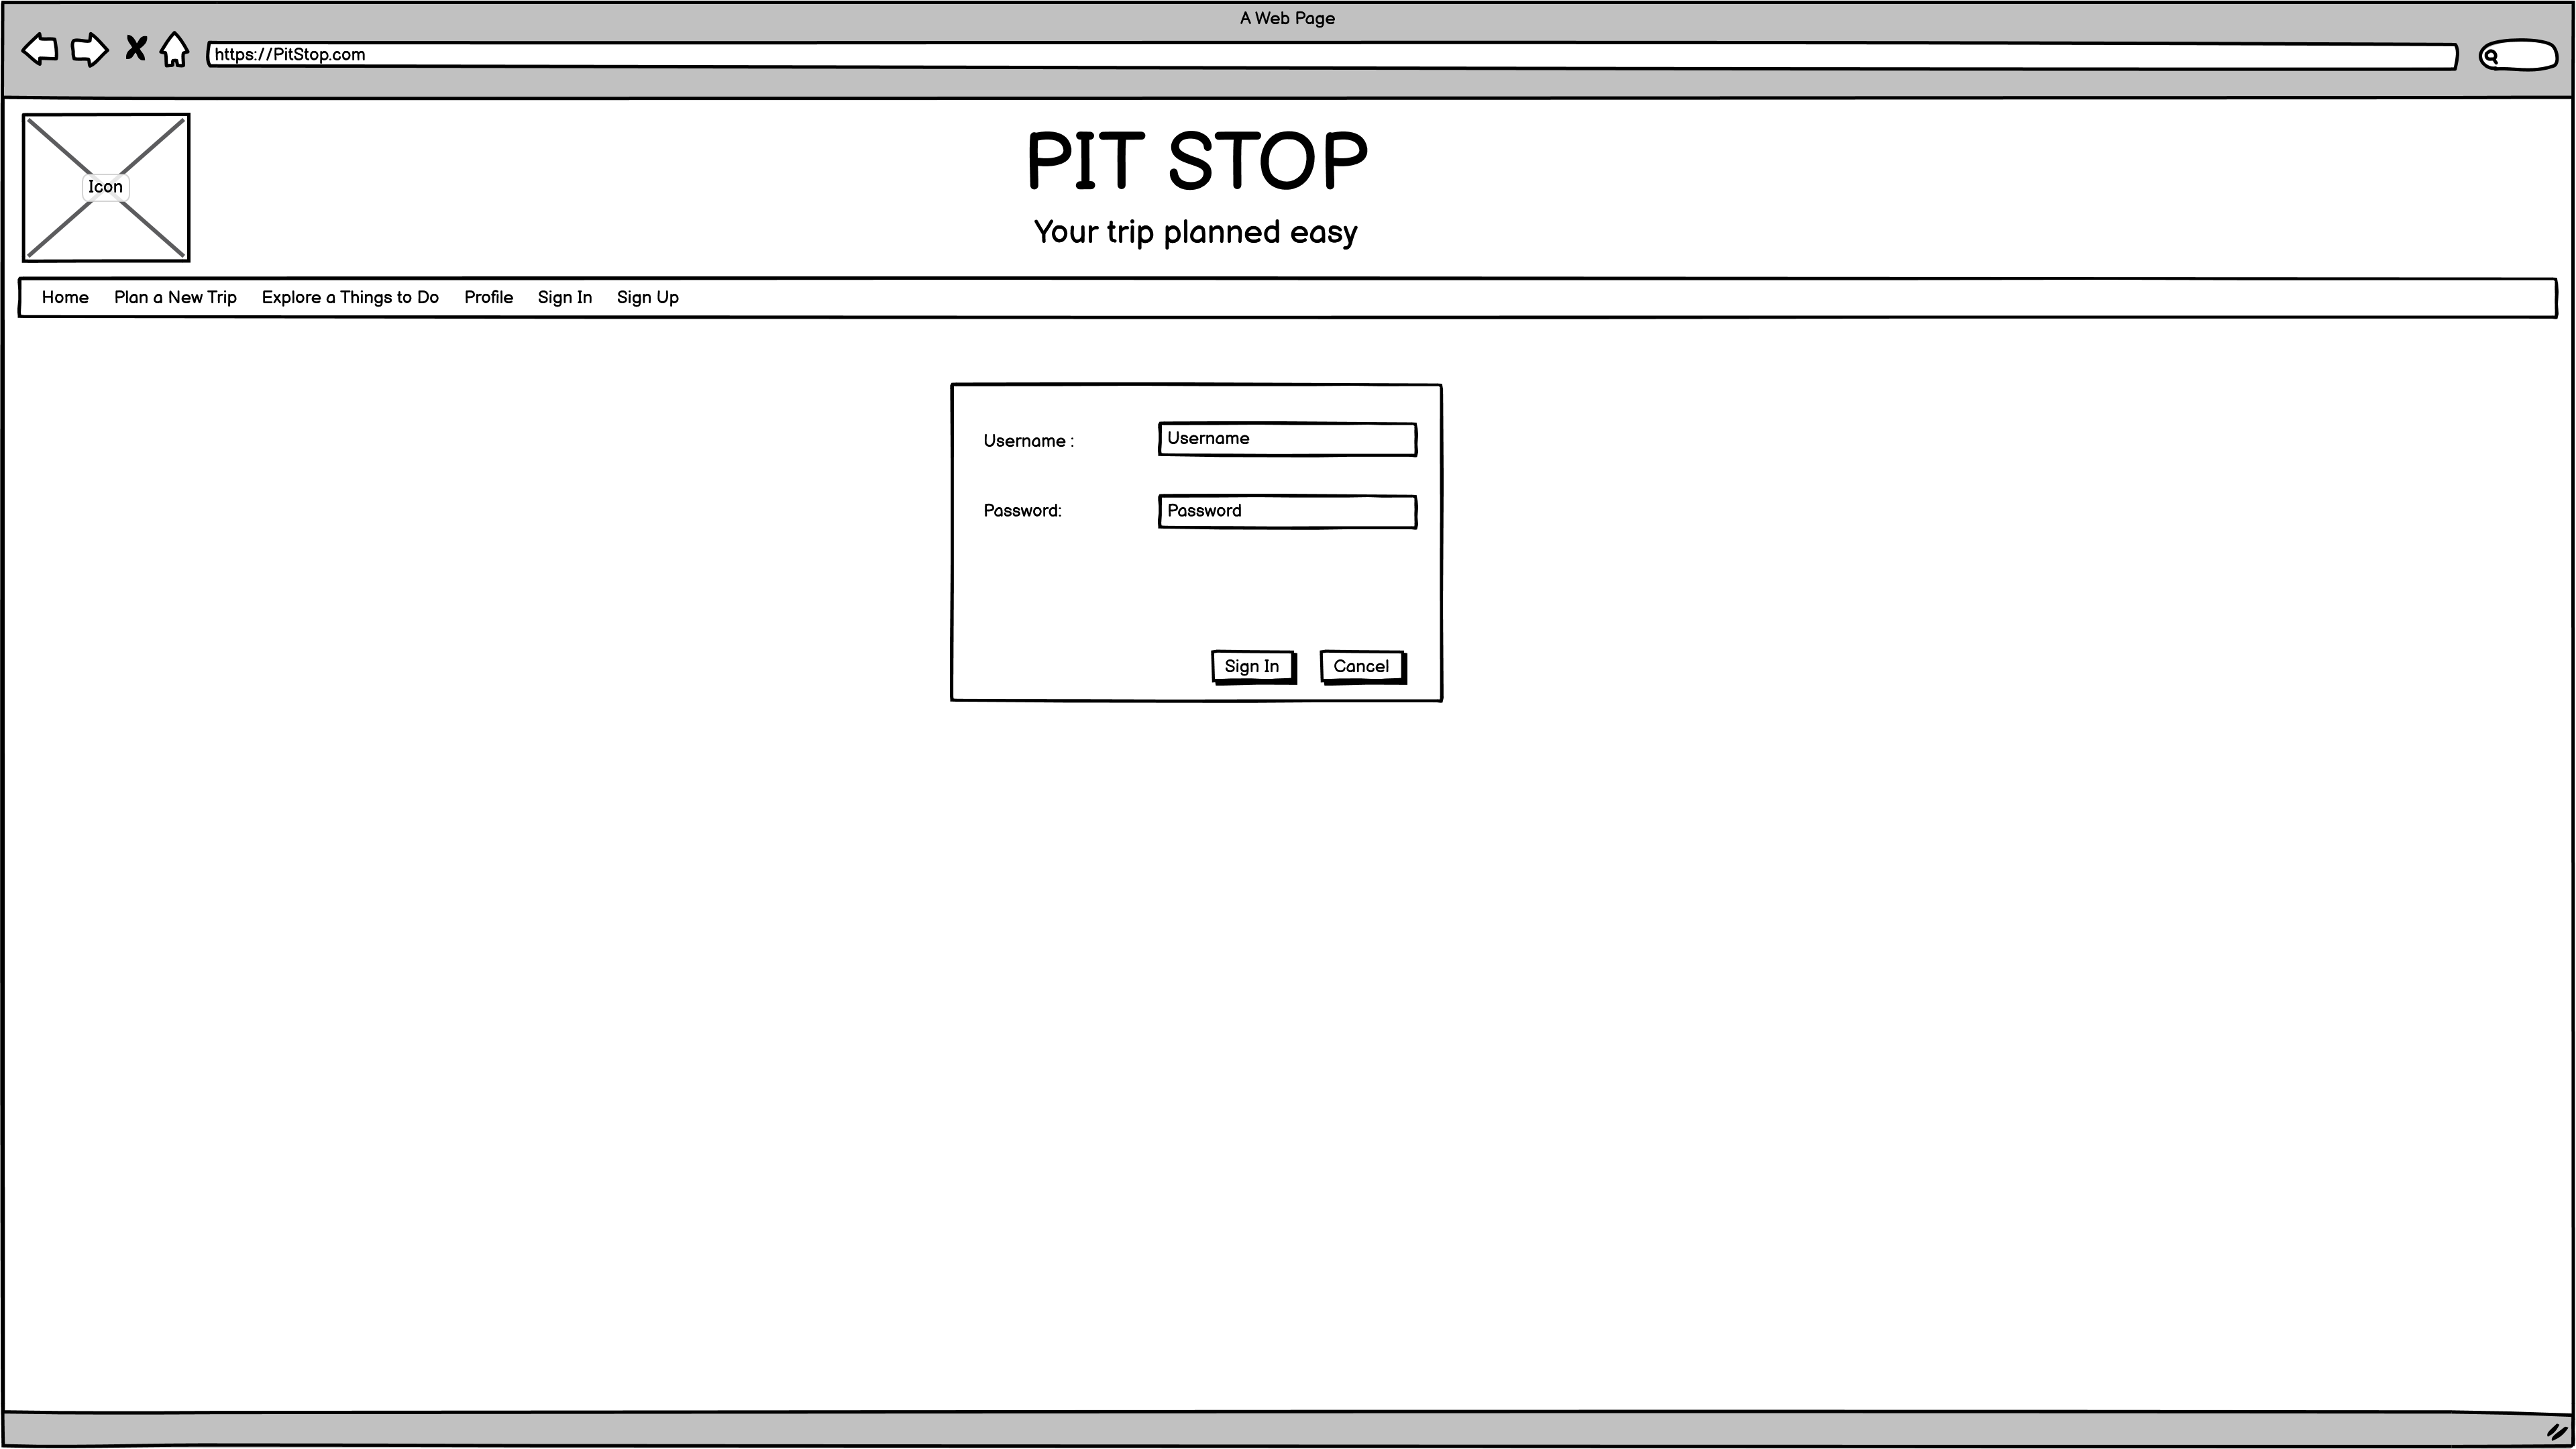 A Web Page
https://PitStop.com
Icon
PIT STOP
Your trip planned easy
Home Plan a New Trip Explore a Things to Do Profile Sign In Sign Up
Username : Username
Password: Password
Sign In Cancel